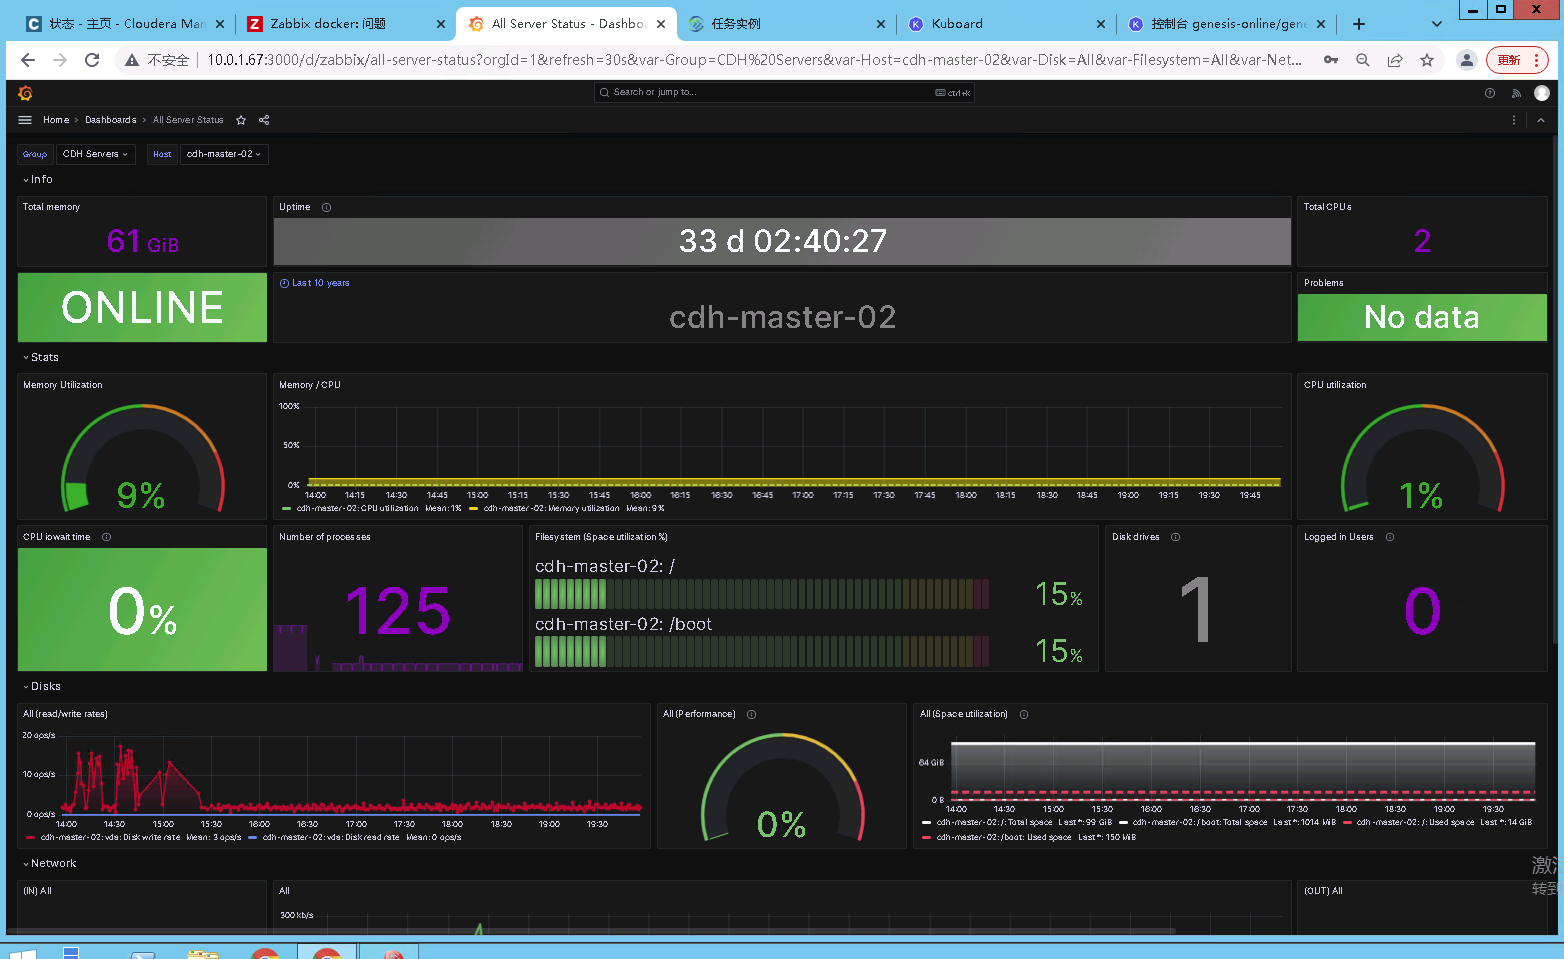 状态 - 主页 - Cloudera Man
Zabbix docker: 问题
All Server Status - Dashboa
任务实例
Kuboard
控制台 genesis-online/gene
不安全
10.0.1.67:3000/d/zabbix/all-server-status?orgId=1&refresh=30s&var-Group=CDH%20Servers&var-Host=cdh-master-02&var-Disk=All&var-Filesystem=All&var-Net...
更新
Search or jump to...
ctrl+k
Home
Dashboards
All Server Status
Group
CDH Servers
Host
cdh-master-02
Info
Total memory
61 GiB
Uptime
33 d 02:40:27
Total CPUs
2
ONLINE
Last 10 years
cdh-master-02
Problems
No data
Stats
Memory Utilization
9%
Memory / CPU
100%
50%
0%
14:00 14:15 14:30 14:45 15:00 15:15 15:30 15:45 16:00 16:15 16:30 16:45 17:00 17:15 17:30 17:45 18:00 18:15 18:30 18:45 19:00 19:15 19:30 19:45
cdh-master-02: CPU utilization Mean: 1%
cdh-master-02: Memory utilization Mean: 9%
CPU utilization
1%
CPU iowait time
0%
Number of processes
125
Filesystem (Space utilization %)
cdh-master-02: /
15%
cdh-master-02: /boot
15%
Disk drives
1
Logged in Users
0
Disks
All (read/write rates)
20 ops/s
10 ops/s
0 ops/s
14:00 14:30 15:00 15:30 16:00 16:30 17:00 17:30 18:00 18:30 19:00 19:30
cdh-master-02: vda: Disk write rate Mean: 3 ops/s
cdh-master-02: vda: Disk read rate Mean: 0 ops/s
All (Performance)
0%
All (Space utilization)
64 GiB
0 B
14:00 14:30 15:00 15:30 16:00 16:30 17:00 17:30 18:00 18:30 19:00 19:30
cdh-master-02: /: Total space Last *: 99 GiB
cdh-master-02: /boot: Total space Last *: 1014 MiB
cdh-master-02: /: Used space Last *: 14 GiB
cdh-master-02: /boot: Used space Last *: 150 MiB
Network
(IN) All
All
300 kb/s
(OUT) All
激
转到